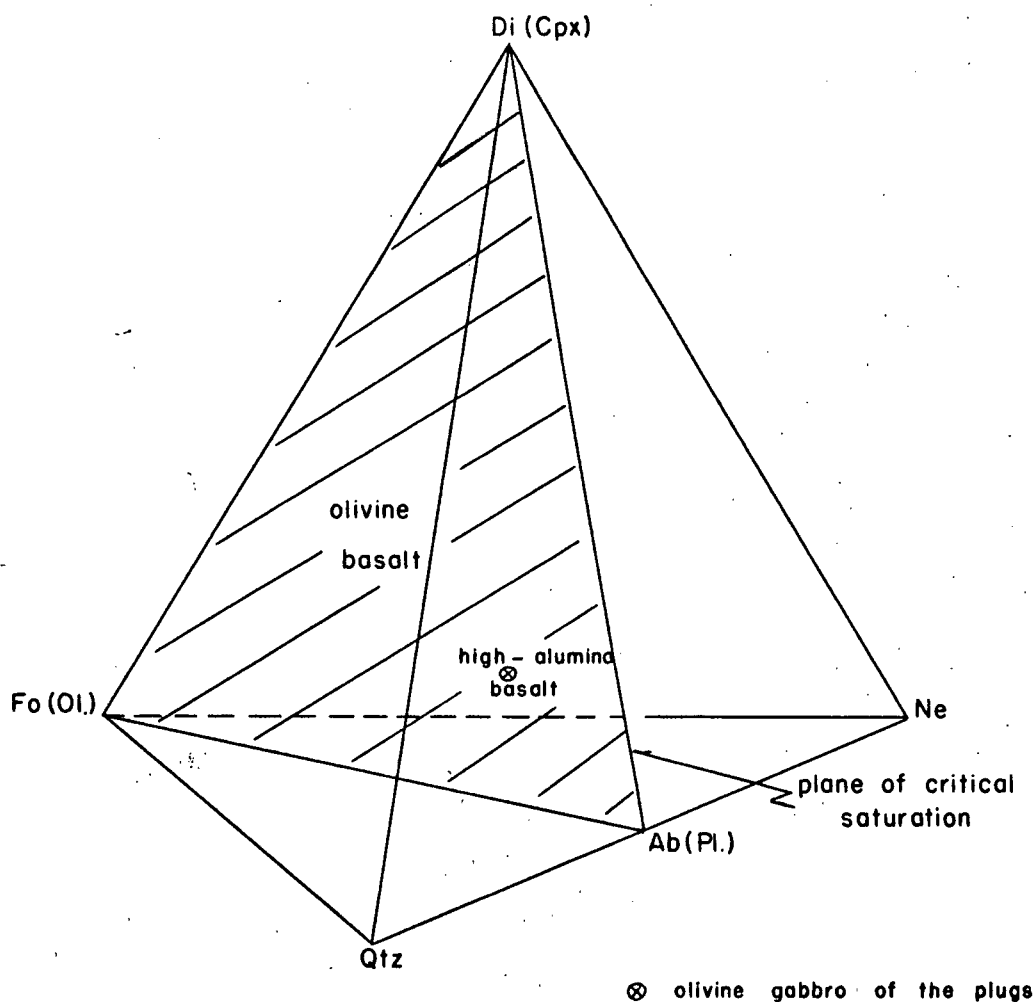 Di (Cpx)
olivine
basalt
high - alumina
basalt
Fo (Ol.)
Ne
plane of critical
saturation
Ab (Pl.)
Qtz
⊗ olivine gabbro of the plugs